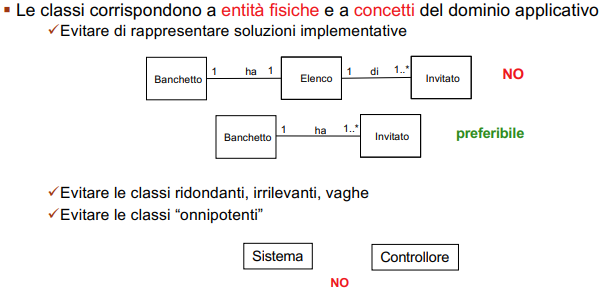 ▪ Le classi corrispondono a entità fisiche e a concetti del dominio applicativo
✓Evitare di rappresentare soluzioni implementative
Banchetto 1 ha 1 Elenco 1 di 1..* Invitato NO
Banchetto 1 ha 1..* Invitato preferibile
✓Evitare le classi ridondanti, irrilevanti, vaghe
✓Evitare le classi “onnipotenti”
Sistema Controllore
NO